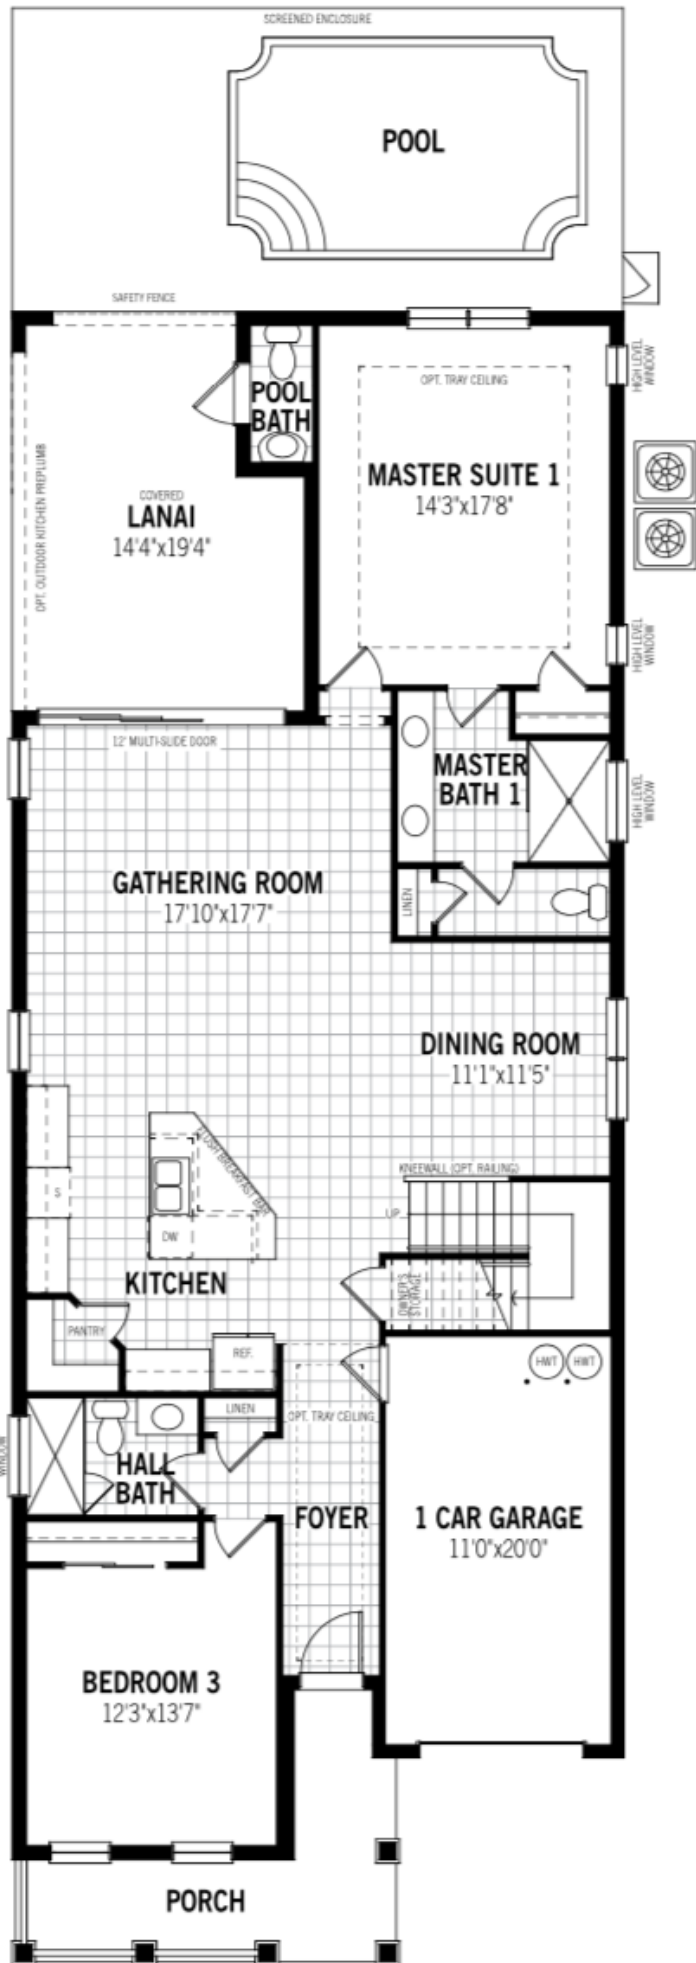 SCREENED ENCLOSURE
POOL
SAFETY FENCE
POOL
BATH
OPT. TRAY CEILING
HIGH LEVEL
WINDOW
MASTER SUITE 1
14'3"x17'8"
COVERED
LANAI
14'4"x19'4"
OPT. OUTDOOR KITCHEN PREPLUMB
HIGH LEVEL
WINDOW
12' MULTI-SLIDE DOOR
MASTER
BATH 1
HIGH LEVEL
WINDOW
GATHERING ROOM
17'10"x17'7"
LINEN
DINING ROOM
11'1"x11'5"
FLUSH BREAKFAST BAR
KNEEWALL (OPT. RAILING)
S
UP
DW
KITCHEN
OWNER'S
STORAGE
PANTRY
REF.
HWT
HWT
LINEN
OPT. TRAY CEILING
WINDOW
HALL
BATH
FOYER
1 CAR GARAGE
11'0"x20'0"
BEDROOM 3
12'3"x13'7"
PORCH